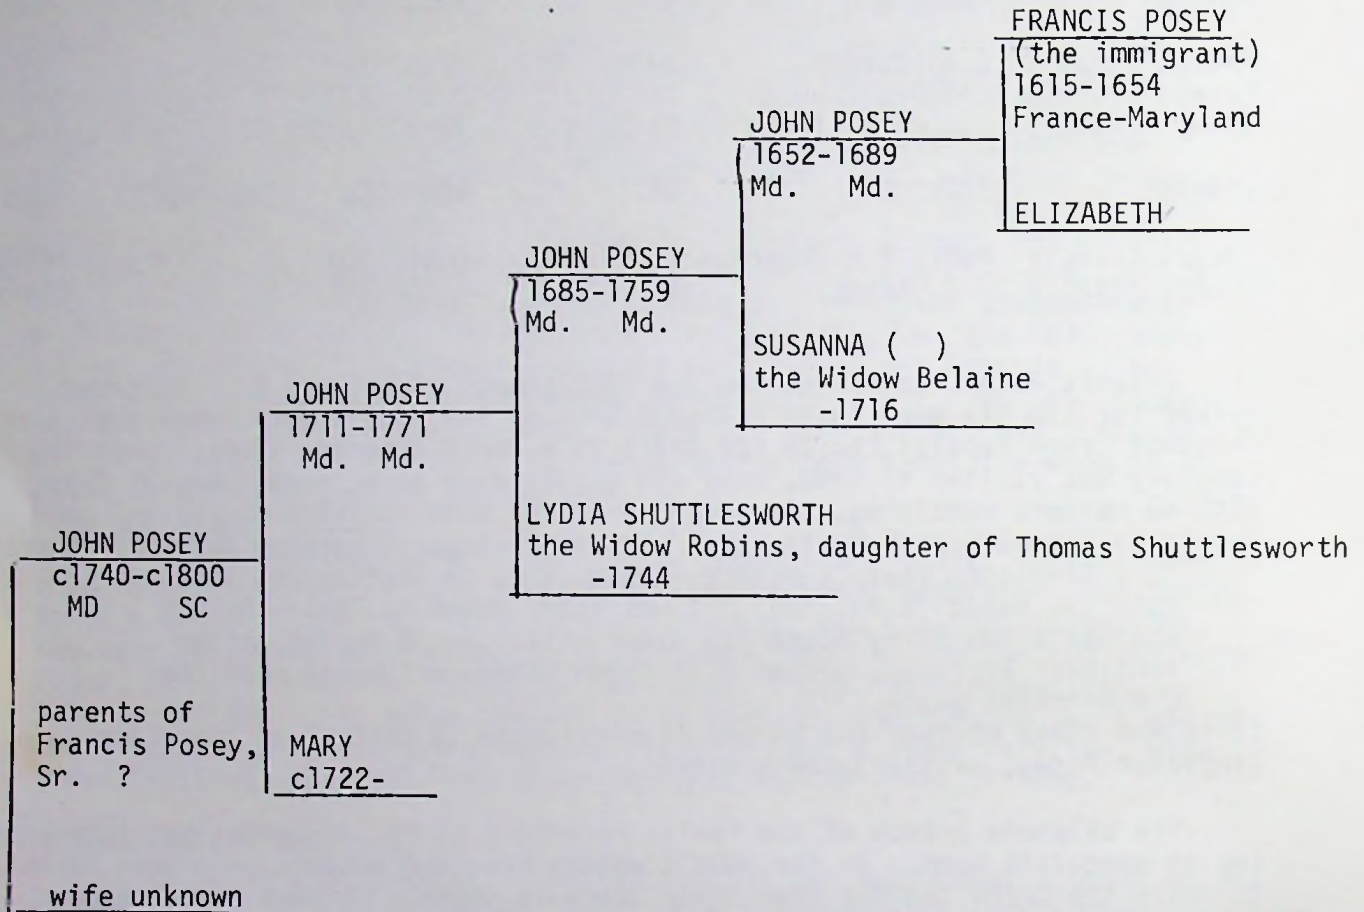 FRANCIS POSEY
(the immigrant)
1615-1654
France-Maryland
JOHN POSEY
1652-1689
Md. Md.
ELIZABETH
JOHN POSEY
1685-1759
Md. Md.
SUSANNA ( )
the Widow Belaine
-1716
JOHN POSEY
1711-1771
Md. Md.
LYDIA SHUTTLESWORTH
the Widow Robins, daughter of Thomas Shuttlesworth
-1744
JOHN POSEY
c1740-c1800
MD SC
parents of
Francis Posey,
Sr. ?
MARY
c1722-
wife unknown